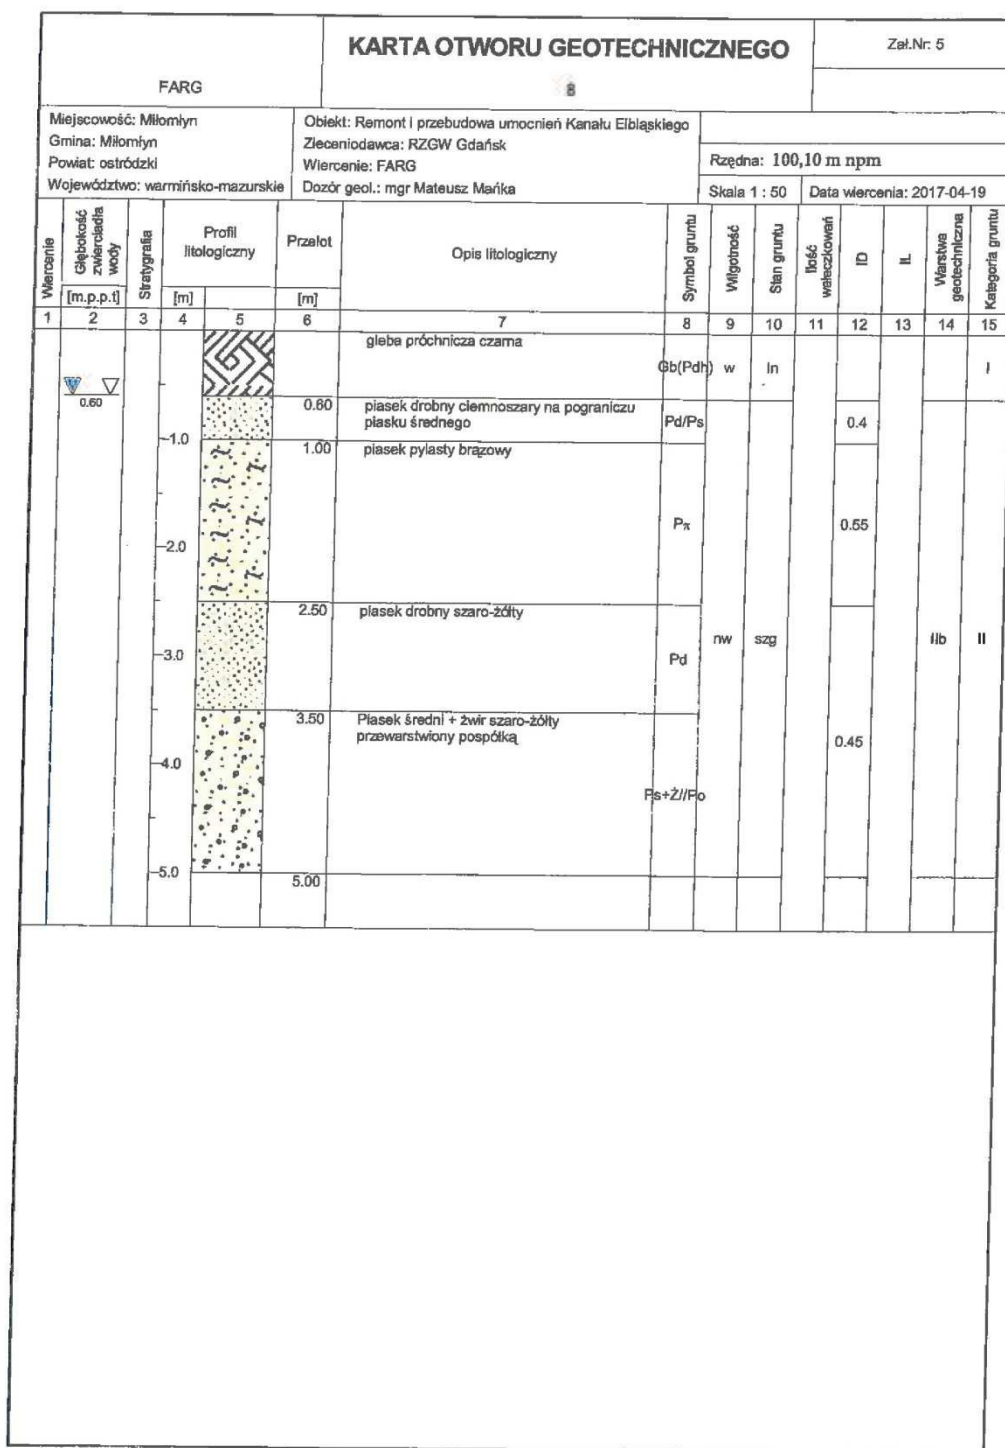 KARTA OTWORU GEOTECHNICZNEGO
Zał.Nr: 5
FARG
8
Miejscowość: Miłomłyn
Gmina: Miłomłyn
Powiat: ostródzki
Województwo: warmińsko-mazurskie
Obiekt: Remont i przebudowa umocnień Kanału Elbląskiego
Zleceniodawca: RZGW Gdańsk
Wiercenie: FARG
Dozór geol.: mgr Mateusz Mańka
Rzędna: 100,10 m npm
Skala 1 : 50
Data wiercenia: 2017-04-19
Wiercenie
Głębokość zwierciadła wody
[m.p.p.t]
Stratygrafia
Profil litologiczny
[m]
Przelot
[m]
Opis litologiczny
Symbol gruntu
Wilgotność
Stan gruntu
Ilość wałeczkowań
ID
IL
Warstwa geotechniczna
Kategoria gruntu
1 2 3 4 5 6 7 8 9 10 11 12 13 14 15
gleba próchnicza czarna
Gb(Pdh) w ln I
0.60
0.60 piasek drobny ciemnoszary na pograniczu
piasku średniego
Pd/Ps 0.4
-1.0
1.00 piasek pylasty brązowy
Pπ 0.55
-2.0
2.50 piasek drobny szaro-żółty
nw szg IIb II
-3.0
Pd
3.50 Piasek średni + żwir szaro-żółty
przewarstwiony pospółką
0.45
-4.0
Ps+Ż//Po
-5.0
5.00